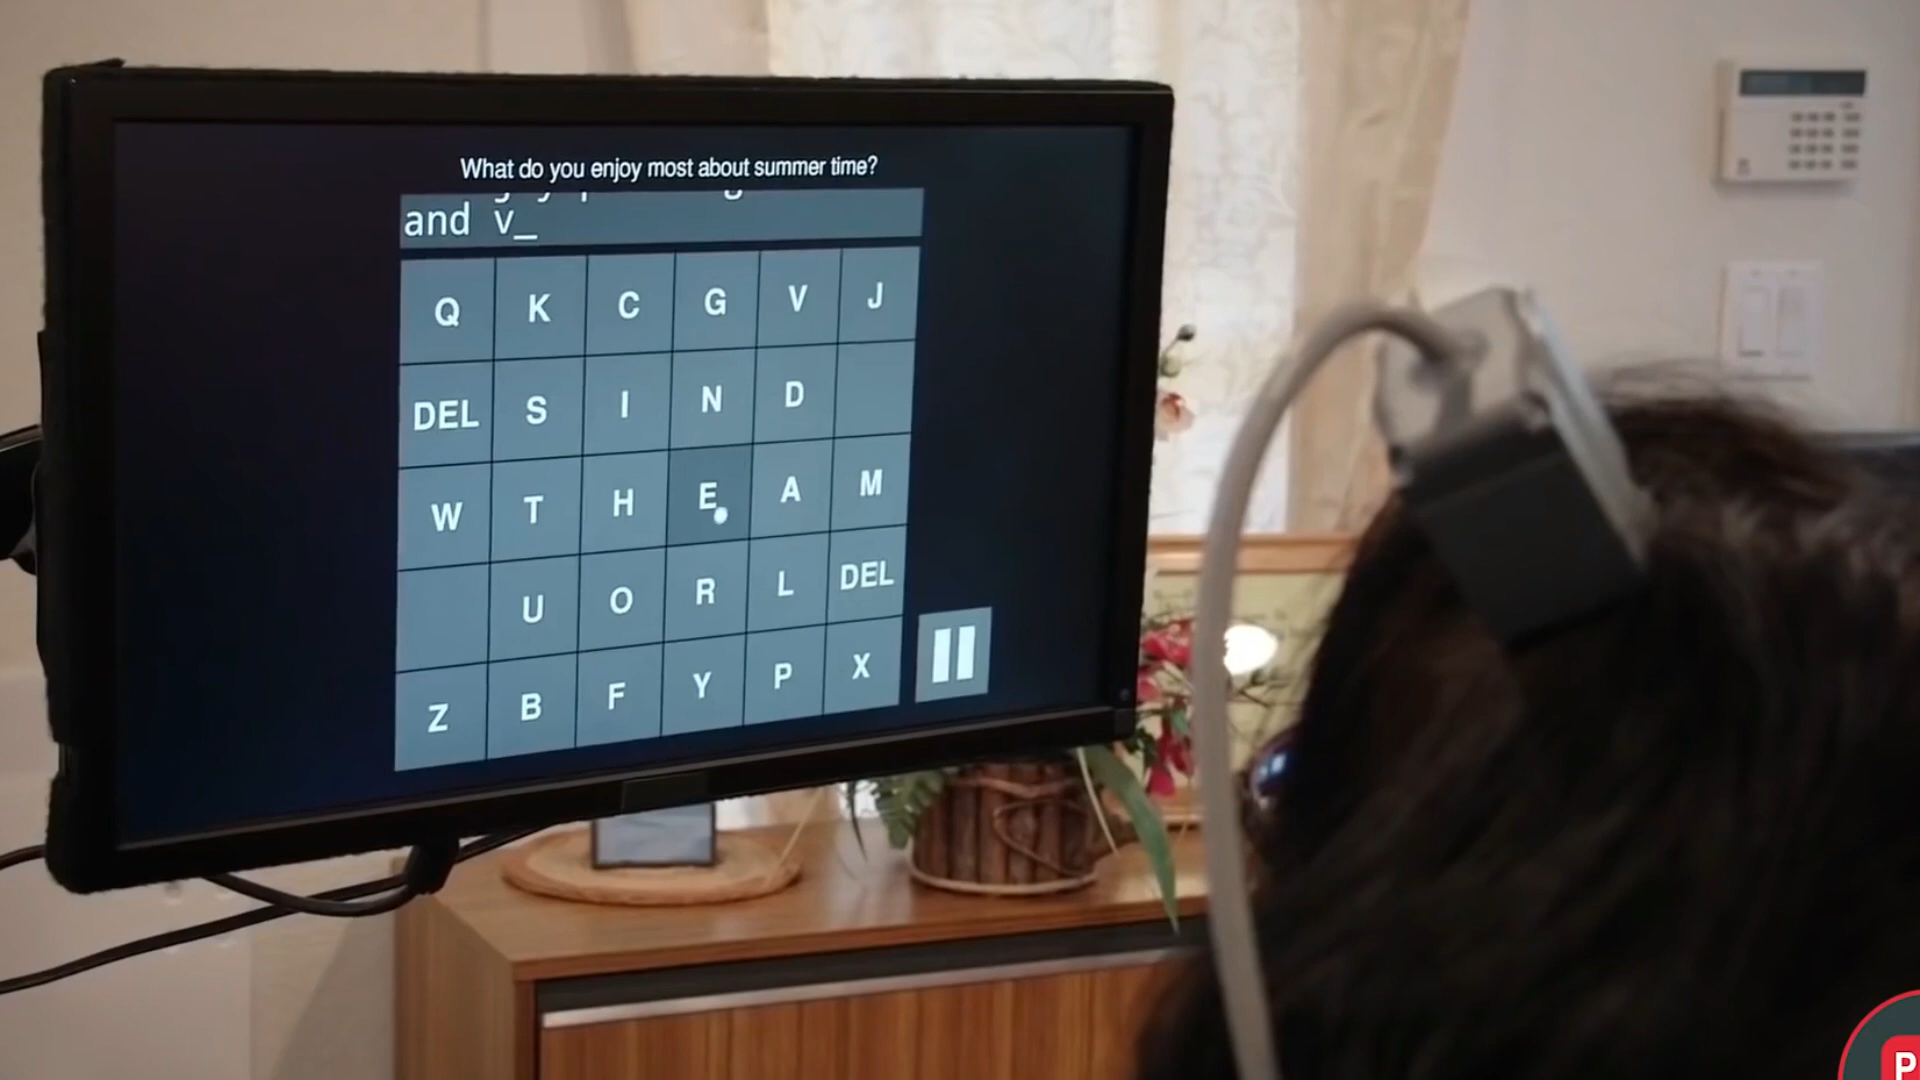 What do you enjoy most about summer time?
and v_
Q K C G V J
DEL S I N D
W T H E A M
U O R L DEL
Z B F Y P X
P